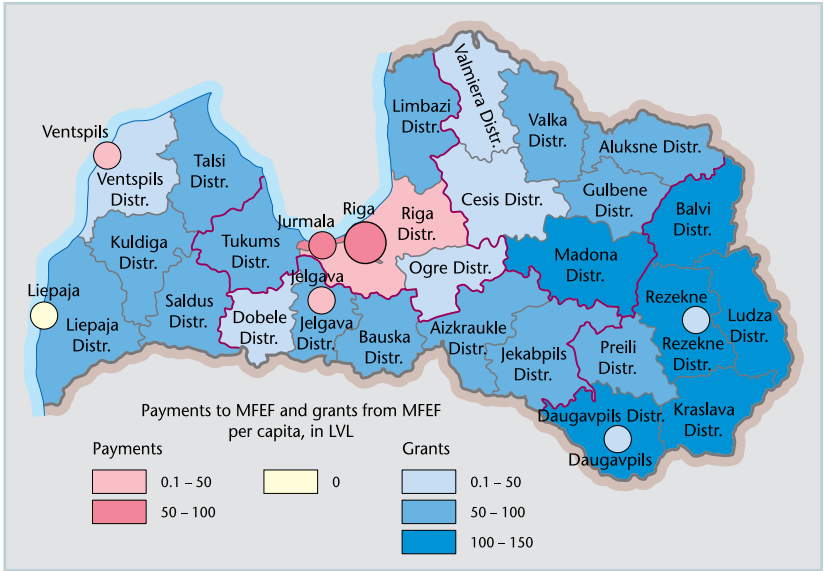 Valmiera Distr.
Limbazi
Distr.
Valka
Distr.
Aluksne Distr.
Ventspils
Ventspils
Distr.
Talsi
Distr.
Gulbene
Distr.
Cesis Distr.
Balvi
Distr.
Jurmala
Riga
Riga
Distr.
Kuldiga
Distr.
Tukums
Distr.
Madona
Distr.
Ogre Distr.
Jelgava
Liepaja
Liepaja
Distr.
Saldus
Distr.
Dobele
Distr.
Jelgava
Distr.
Bauska
Distr.
Aizkraukle
Distr.
Jekabpils
Distr.
Preili
Distr.
Rezekne
Rezekne
Distr.
Ludza
Distr.
Daugavpils Distr.
Daugavpils
Kraslava
Distr.
Payments to MFEF and grants from MFEF
per capita, in LVL
Payments
0.1 – 50
50 – 100
0
Grants
0.1 – 50
50 – 100
100 – 150